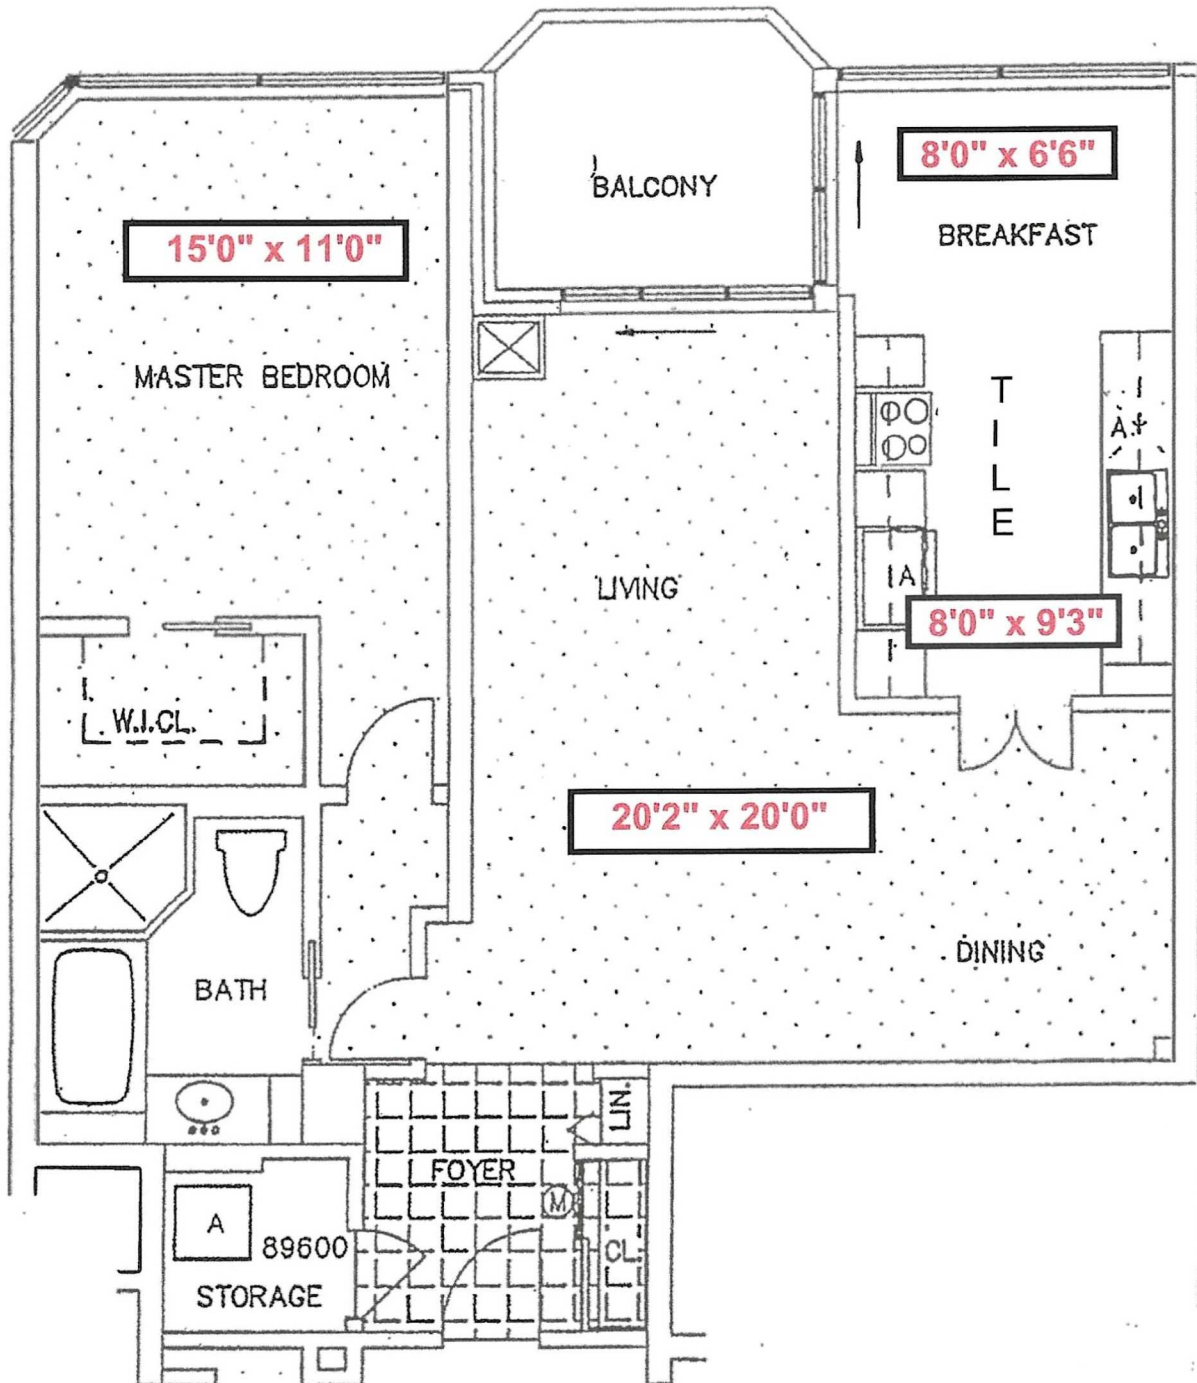 BALCONY
8'0" x 6'6"
BREAKFAST
15'0" x 11'0"
MASTER BEDROOM
T
I
L
E
A
LIVING
A
8'0" x 9'3"
W.I.CL.
20'2" x 20'0"
DINING
BATH
LIN.
FOYER
M
A
89600
CL.
STORAGE